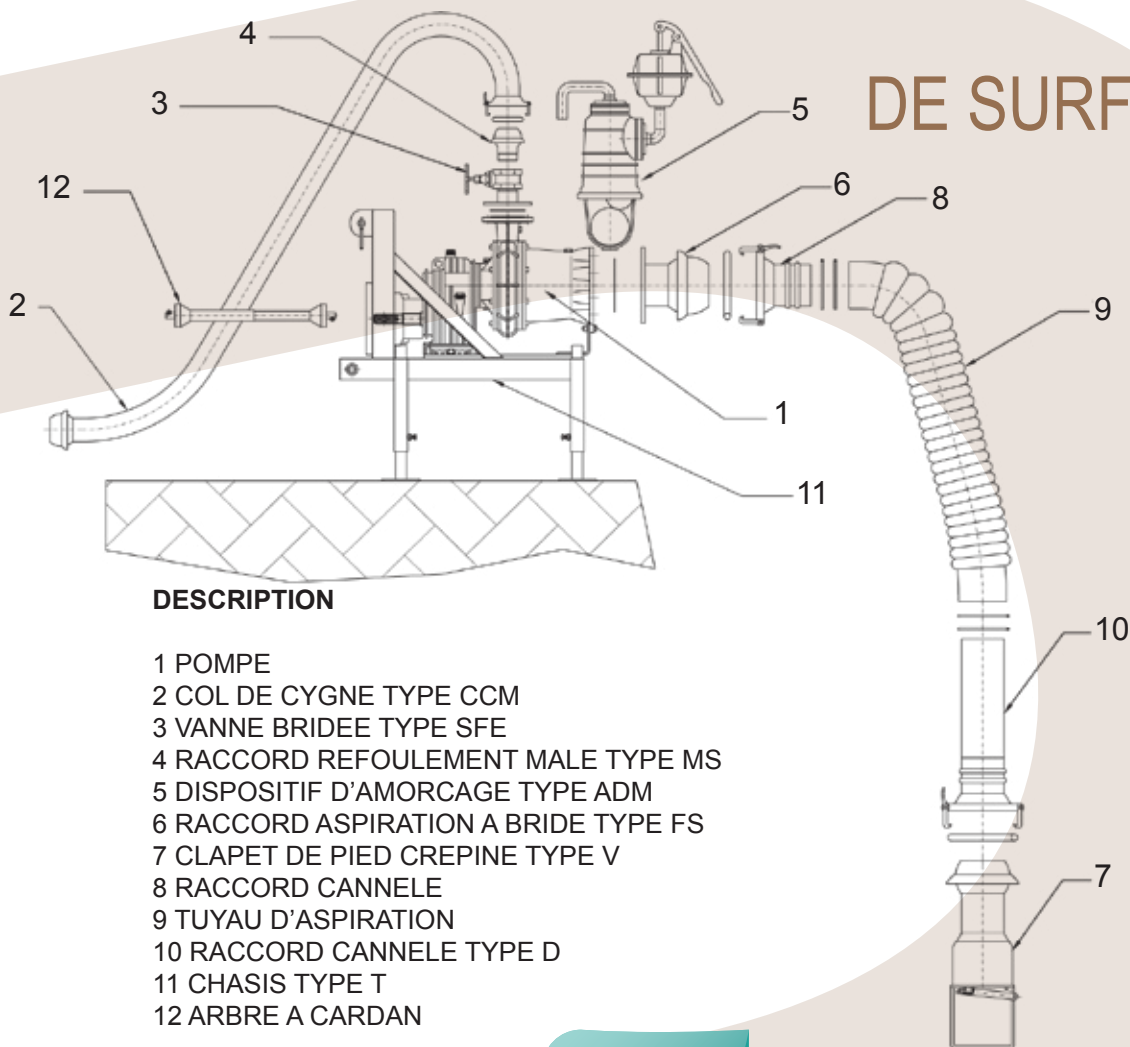 4
DE SURF
3
5
12
6
8
2
9
1
11
DESCRIPTION
10
1 POMPE
2 COL DE CYGNE TYPE CCM
3 VANNE BRIDEE TYPE SFE
4 RACCORD REFOULEMENT MALE TYPE MS
5 DISPOSITIF D'AMORCAGE TYPE ADM
6 RACCORD ASPIRATION A BRIDE TYPE FS
7 CLAPET DE PIED CREPINE TYPE V
7
8 RACCORD CANNELE
9 TUYAU D'ASPIRATION
10 RACCORD CANNELE TYPE D
11 CHASIS TYPE T
12 ARBRE A CARDAN